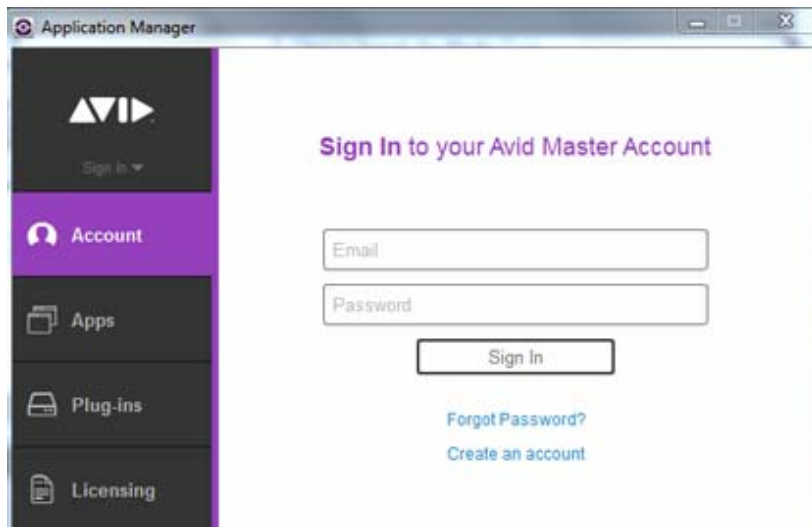 Application Manager
AVID
Sign In
Account
Apps
Plug-ins
Licensing
Sign In to your Avid Master Account
Email
Password
Sign In
Forgot Password?
Create an account